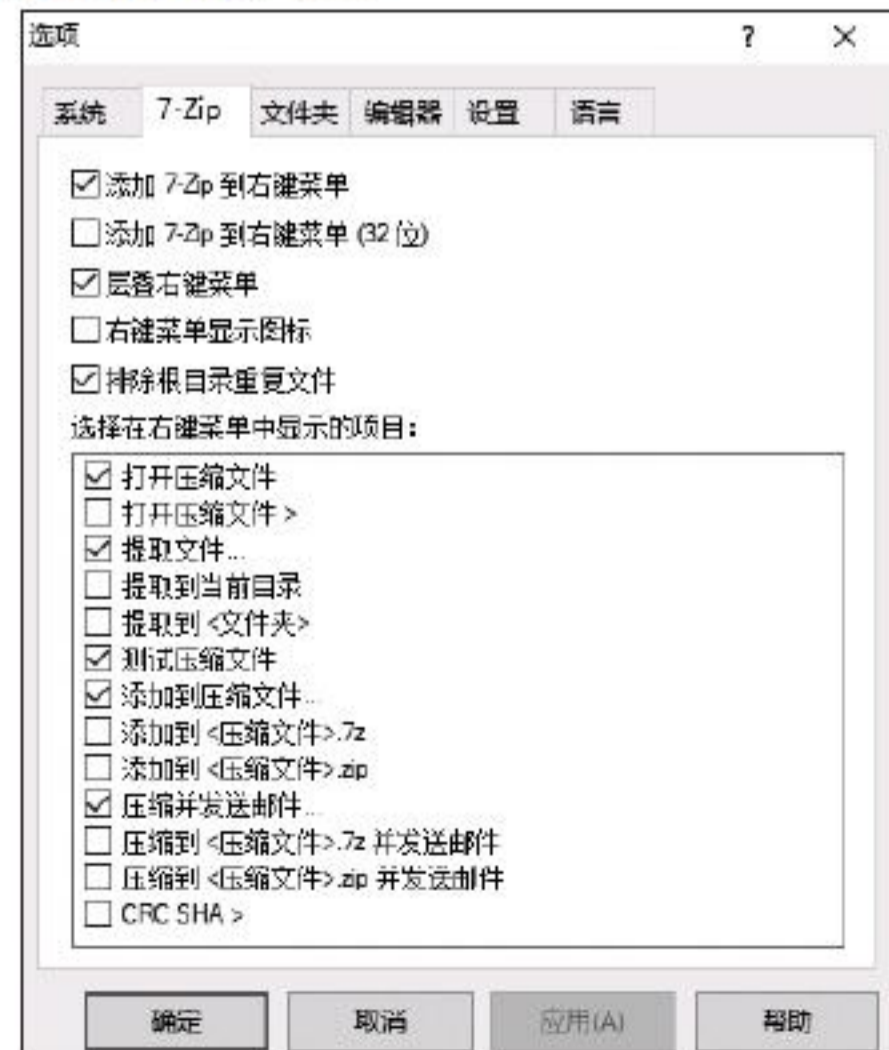 选项 ?
系统 7-Zip 文件夹 编辑器 设置 语言
添加 7-Zip 到右键菜单
添加 7-Zip 到右键菜单 (32 位)
层叠右键菜单
右键菜单显示图标
排除根目录重复文件
选择在右键菜单中显示的项目:
打开压缩文件
打开压缩文件 >
提取文件...
提取到当前目录
提取到 <文件夹>
测试压缩文件
添加到压缩文件...
添加到 <压缩文件>.7z
添加到 <压缩文件>.zip
压缩并发送邮件...
压缩到 <压缩文件>.7z 并发送邮件
压缩到 <压缩文件>.zip 并发送邮件
CRC SHA >
确定 取消 应用(A) 帮助